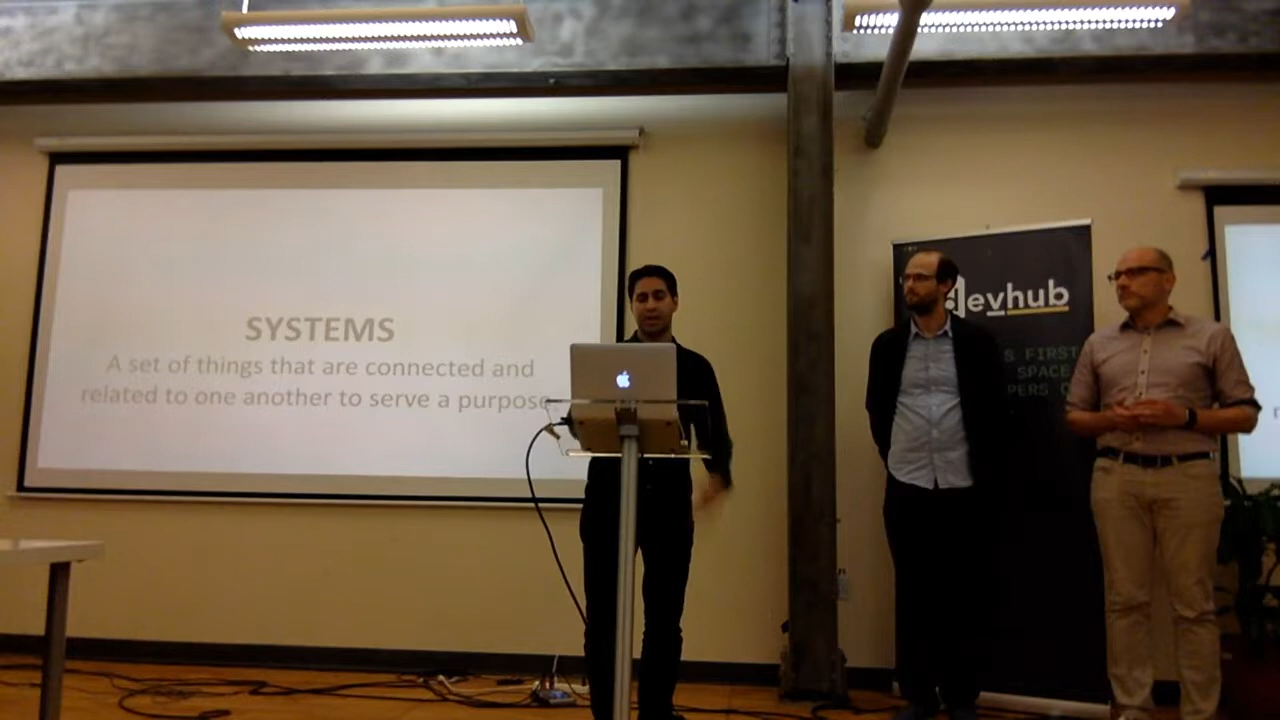 SYSTEMS
A set of things that are connected and
related to one another to serve a purpose
devhub
S FIRST
SPACE
PERS